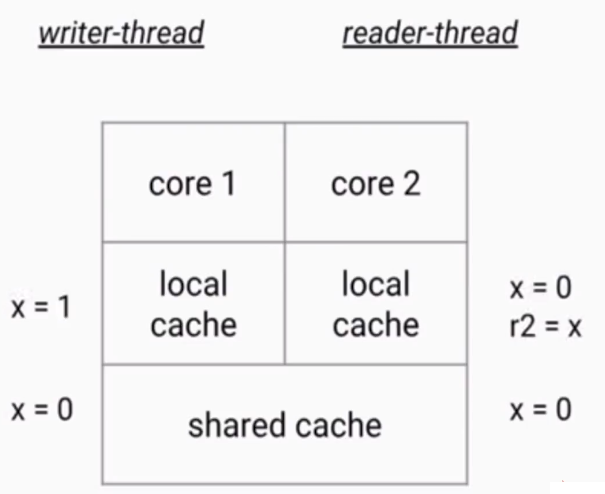 writer-thread
reader-thread
core 1
core 2
local
cache
local
cache
x = 1
x = 0
r2 = x
x = 0
shared cache
x = 0